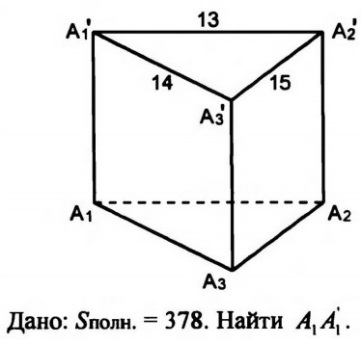 13
A₁' A₂'
14 15
A₃'
A₁ A₂
A₃
Дано: Sполн. = 378. Найти A₁A₁'.